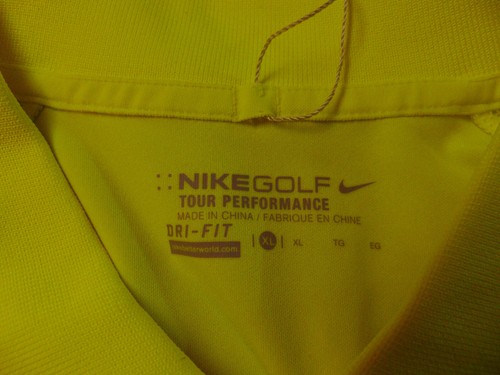 NIKEGOLF
TOUR PERFORMANCE
MADE IN CHINA / FABRIQUE EN CHINE
DRI-FIT
XL XL TG EG